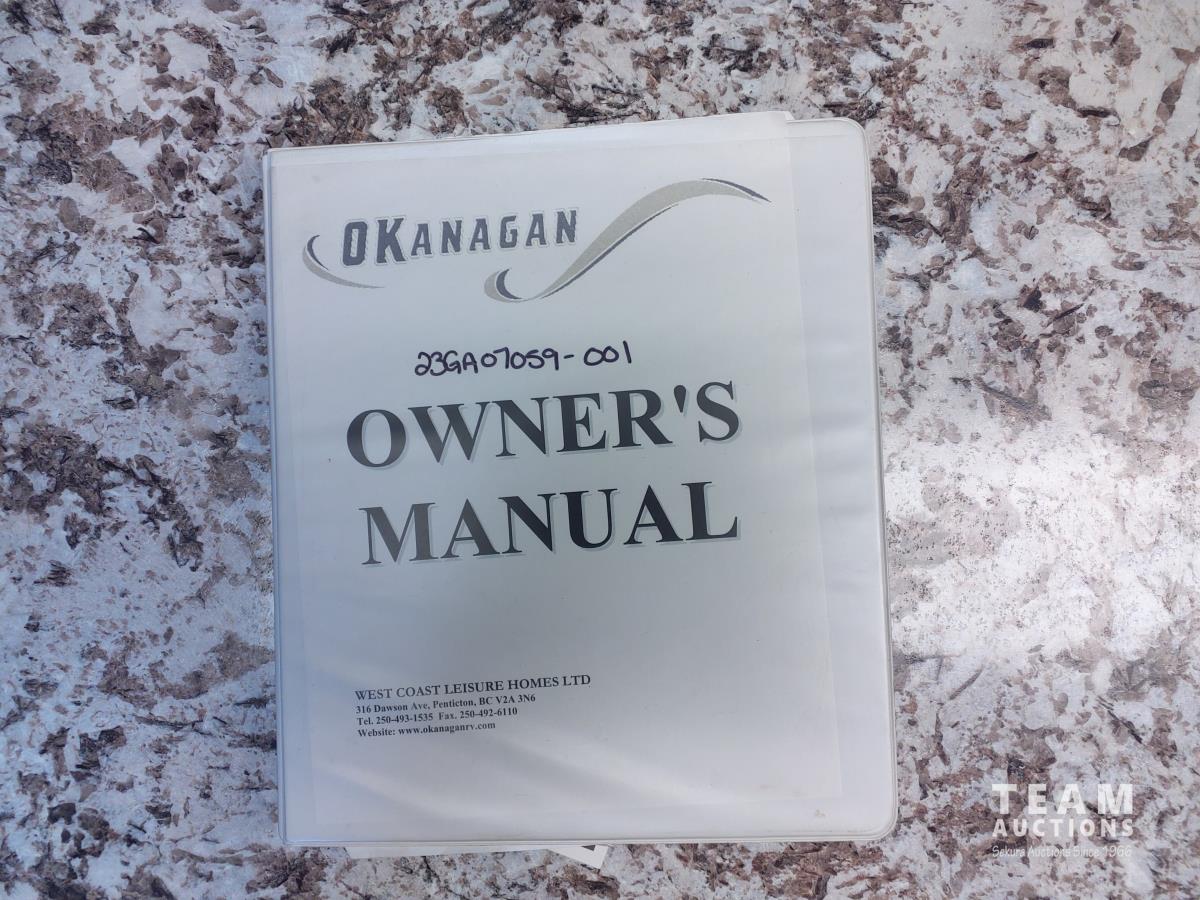 OKANAGAN
23GA07059-001
OWNER'S
MANUAL
WEST COAST LEISURE HOMES LTD
316 Dawson Ave, Penticton, BC V2A 3N6
Tel. 250-493-1535 Fax. 250-492-6110
Website: www.okanaganrv.com
TEAM
AUCTIONS
Sekura Auctions Since 1966